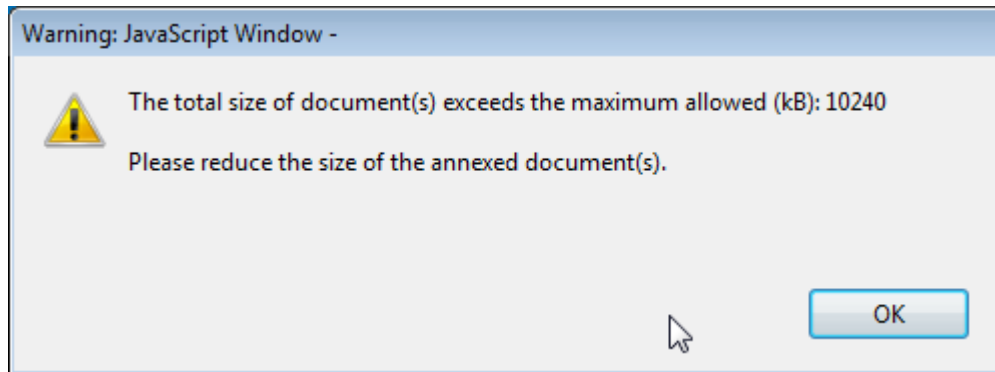 Warning: JavaScript Window -
The total size of document(s) exceeds the maximum allowed (kB): 10240
Please reduce the size of the annexed document(s).
OK